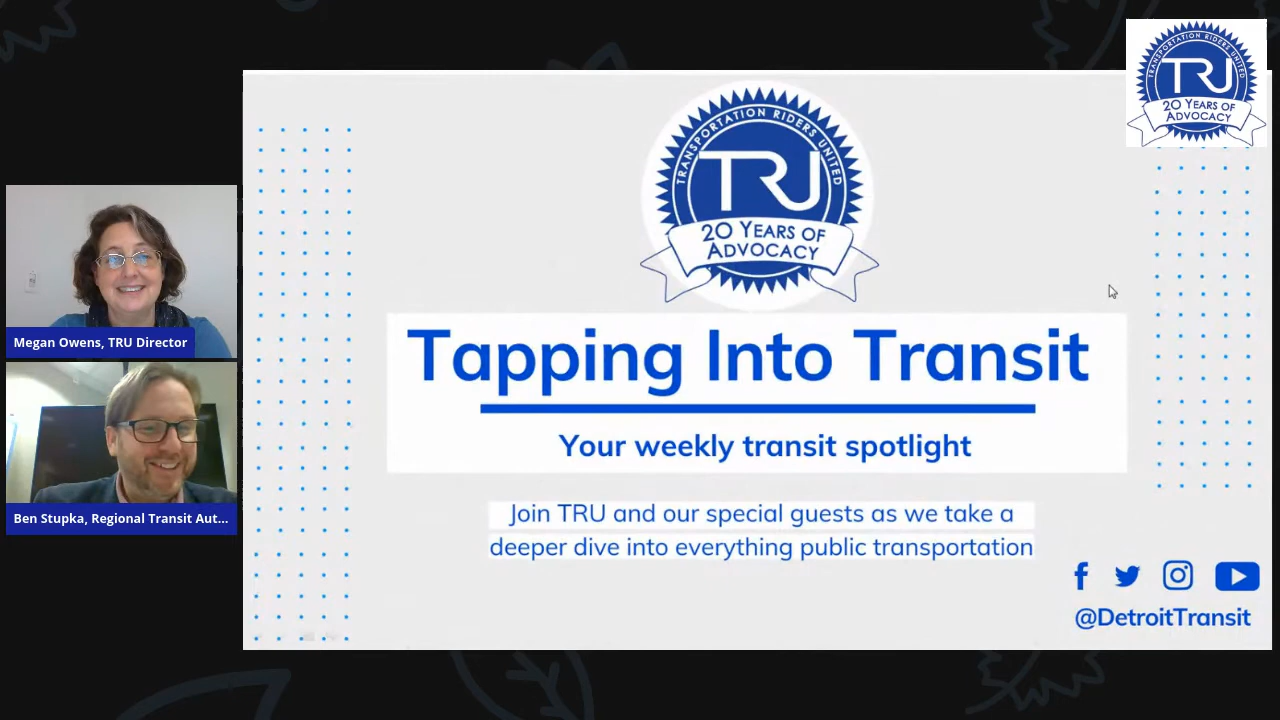 TRANSPORTATION RIDERS UNITED
TRU
20 YEARS OF
ADVOCACY
TRANSPORTATION RIDERS UNITED
TRU
20 YEARS OF
ADVOCACY
Tapping Into Transit
Your weekly transit spotlight
Join TRU and our special guests as we take a
deeper dive into everything public transportation
@DetroitTransit
Megan Owens, TRU Director
Ben Stupka, Regional Transit Aut...